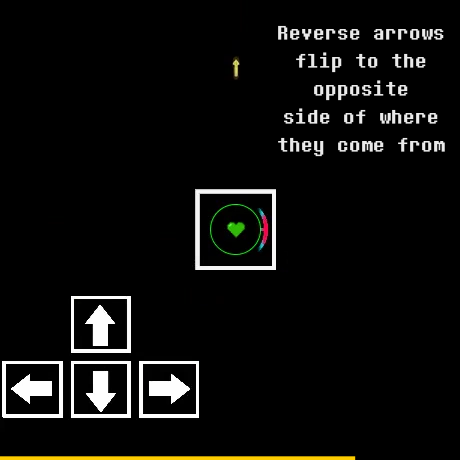 Reverse arrows
flip to the
opposite
side of where
they come from